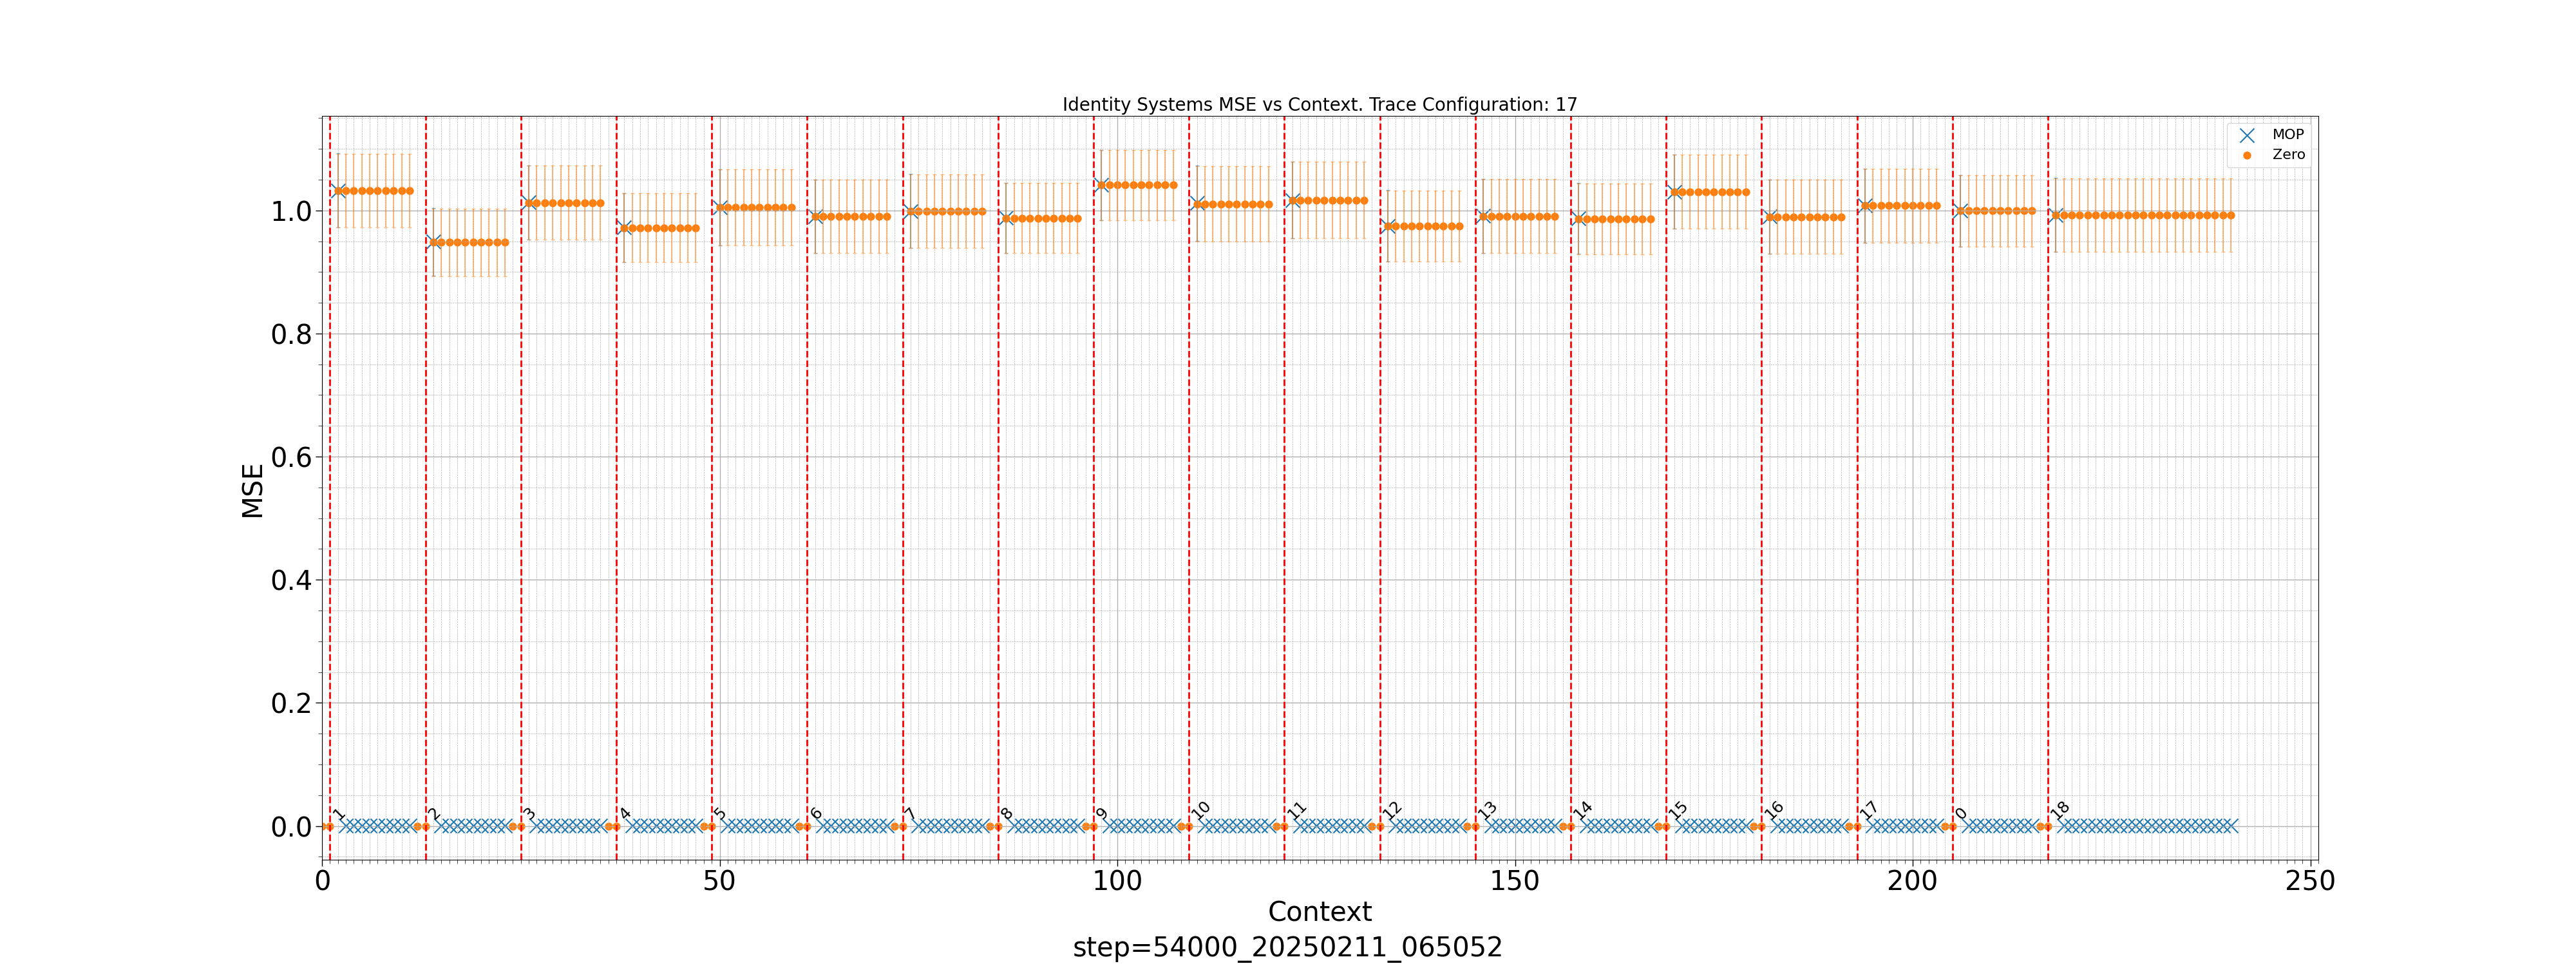 Identity Systems MSE vs Context. Trace Configuration: 17
MOP
Zero
1.0
0.8
0.6
0.4
0.2
0.0
MSE
1 2 3 4 5 6 7 8 9 10 11 12 13 14 15 16 17 0 18
0 50 100 150 200 250
Context
step=54000_20250211_065052